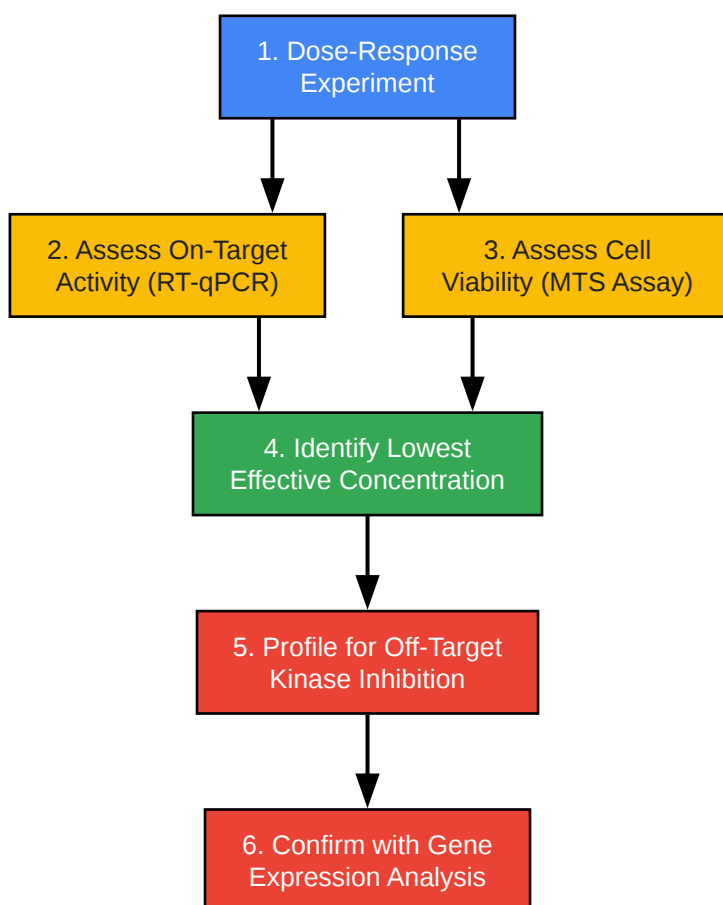 1. Dose-Response
Experiment
2. Assess On-Target
Activity (RT-qPCR)
3. Assess Cell
Viability (MTS Assay)
4. Identify Lowest
Effective Concentration
5. Profile for Off-Target
Kinase Inhibition
6. Confirm with Gene
Expression Analysis